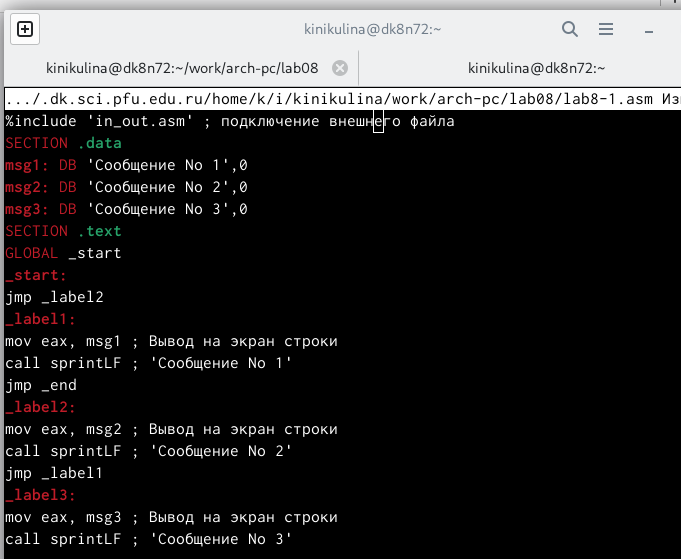 kinikulina@dk8n72:~
kinikulina@dk8n72:~/work/arch-pc/lab08
kinikulina@dk8n72:~
.../.dk.sci.pfu.edu.ru/home/k/i/kinikulina/work/arch-pc/lab08/lab8-1.asm Из
%include 'in_out.asm' ; подключение внешнего файла
SECTION .data
msg1: DB 'Сообщение No 1',0
msg2: DB 'Сообщение No 2',0
msg3: DB 'Сообщение No 3',0
SECTION .text
GLOBAL _start
_start:
jmp _label2
_label1:
mov eax, msg1 ; Вывод на экран строки
call sprintLF ; 'Сообщение No 1'
jmp _end
_label2:
mov eax, msg2 ; Вывод на экран строки
call sprintLF ; 'Сообщение No 2'
jmp _label1
_label3:
mov eax, msg3 ; Вывод на экран строки
call sprintLF ; 'Сообщение No 3'